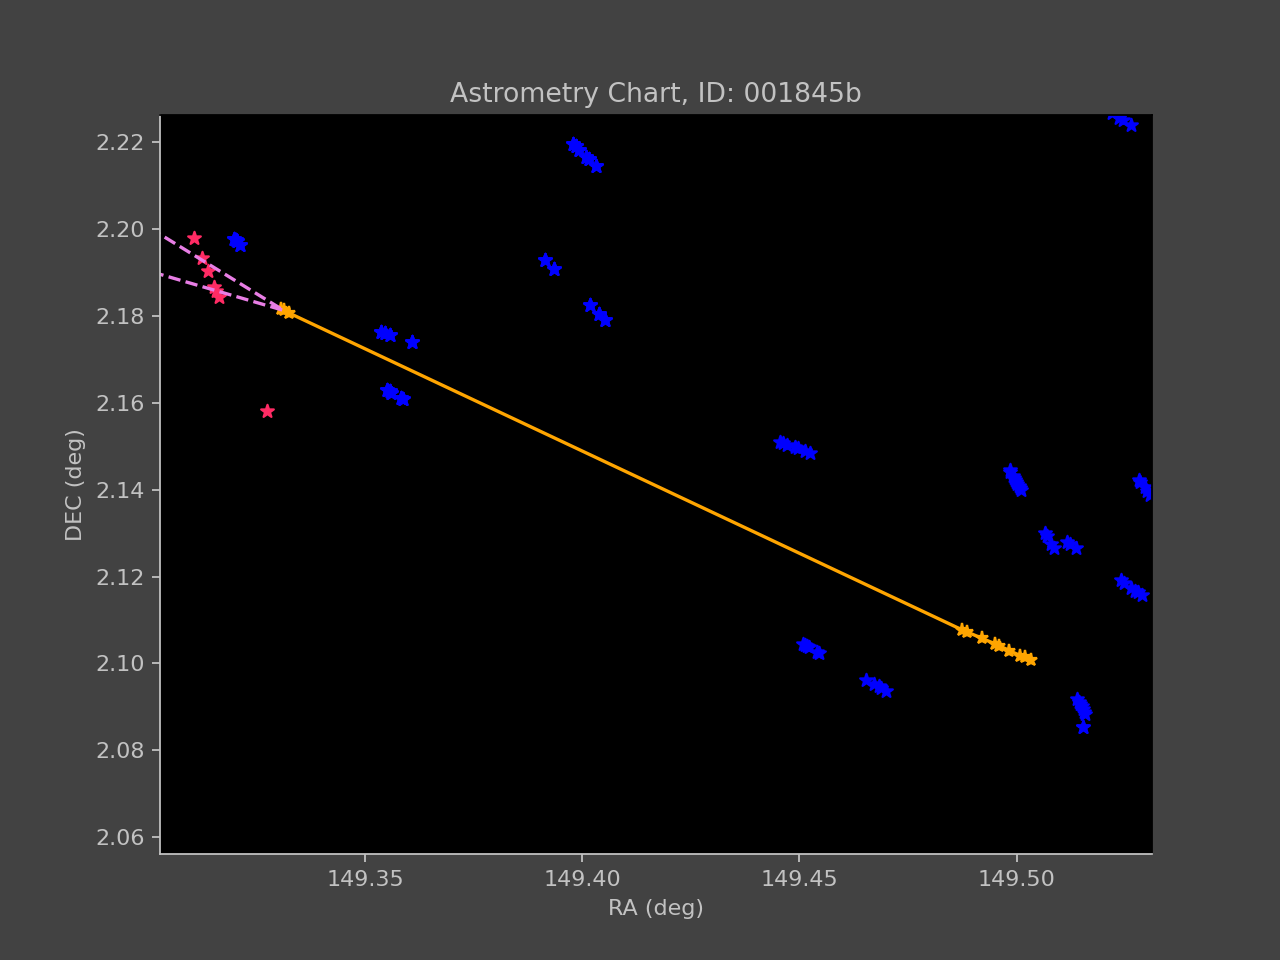 Astrometry Chart, ID: 001845b
2.22
2.20
2.18
2.16
2.14
2.12
2.10
2.08
2.06
DEC (deg)
149.35 149.40 149.45 149.50
RA (deg)